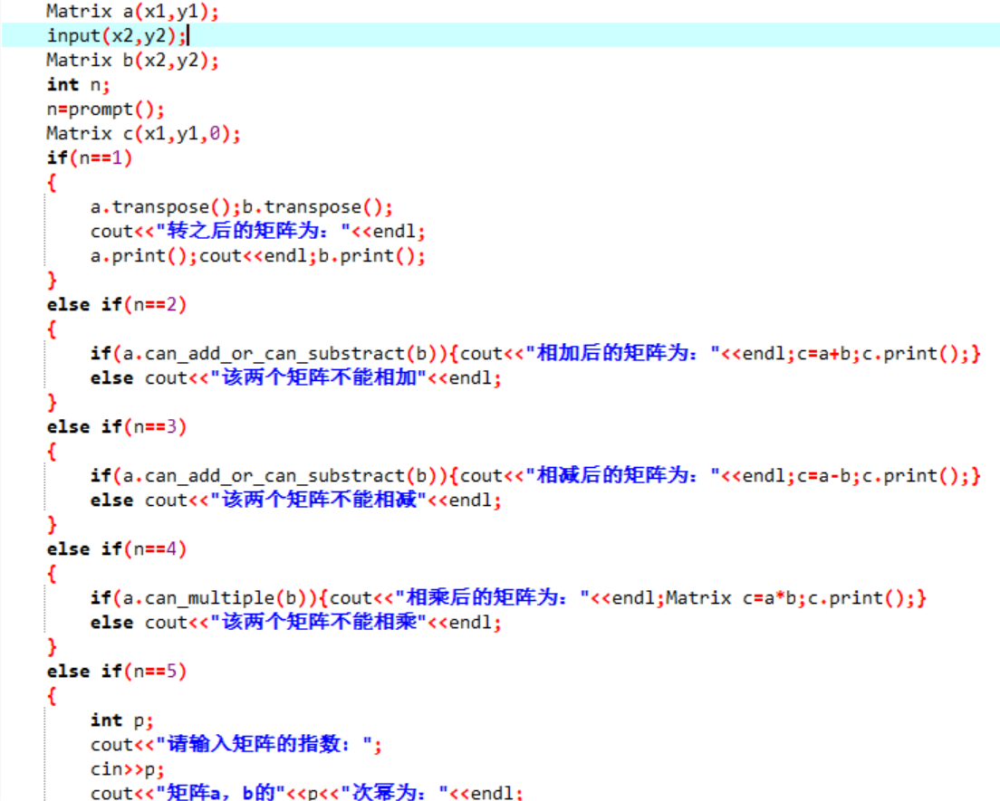 Matrix a(x1,y1);
input(x2,y2);
Matrix b(x2,y2);
int n;
n=prompt();
Matrix c(x1,y1,0);
if(n==1)
{
a.transpose();b.transpose();
cout<<"转之后的矩阵为："<<endl;
a.print();cout<<endl;b.print();
}
else if(n==2)
{
if(a.can_add_or_can_substract(b)){cout<<"相加后的矩阵为："<<endl;c=a+b;c.print();}
else cout<<"该两个矩阵不能相加"<<endl;
}
else if(n==3)
{
if(a.can_add_or_can_substract(b)){cout<<"相减后的矩阵为："<<endl;c=a-b;c.print();}
else cout<<"该两个矩阵不能相减"<<endl;
}
else if(n==4)
{
if(a.can_multiple(b)){cout<<"相乘后的矩阵为："<<endl;Matrix c=a*b;c.print();}
else cout<<"该两个矩阵不能相乘"<<endl;
}
else if(n==5)
{
int p;
cout<<"请输入矩阵的指数：";
cin>>p;
cout<<"矩阵a，b的"<<p<<"次幂为："<<endl;